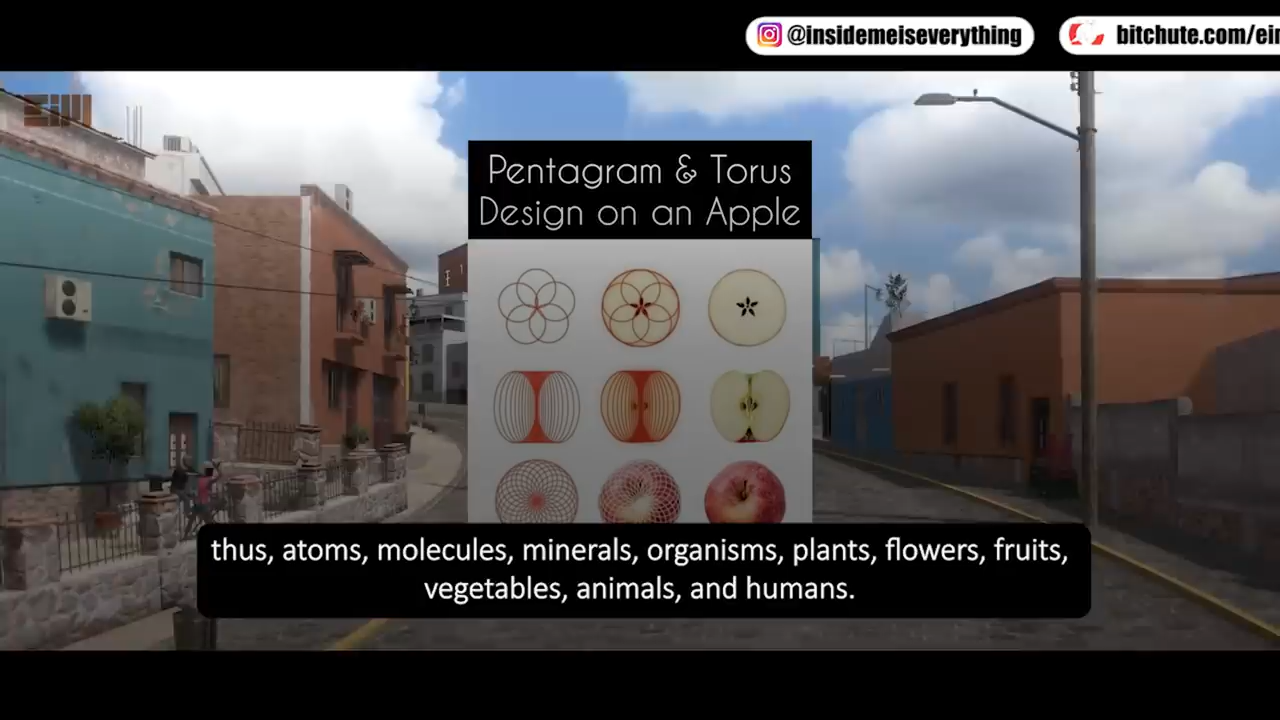 @insidemeiseverything
bitchute.com/eim
Pentagram & Torus
Design on an Apple
thus, atoms, molecules, minerals, organisms, plants, flowers, fruits,
vegetables, animals, and humans.